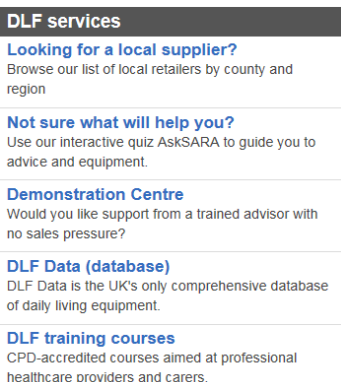 DLF services
Looking for a local supplier?
Browse our list of local retailers by county and
region
Not sure what will help you?
Use our interactive quiz AskSARA to guide you to
advice and equipment.
Demonstration Centre
Would you like support from a trained advisor with
no sales pressure?
DLF Data (database)
DLF Data is the UK's only comprehensive database
of daily living equipment.
DLF training courses
CPD-accredited courses aimed at professional
healthcare providers and carers.